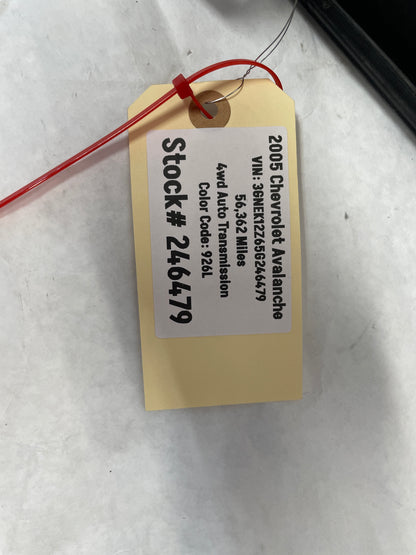 2005 Chevrolet Avalanche
VIN: 3GNEK12Z65G246479
56,362 Miles
4wd Auto Transmission
Color Code: 926L
Stock# 246479